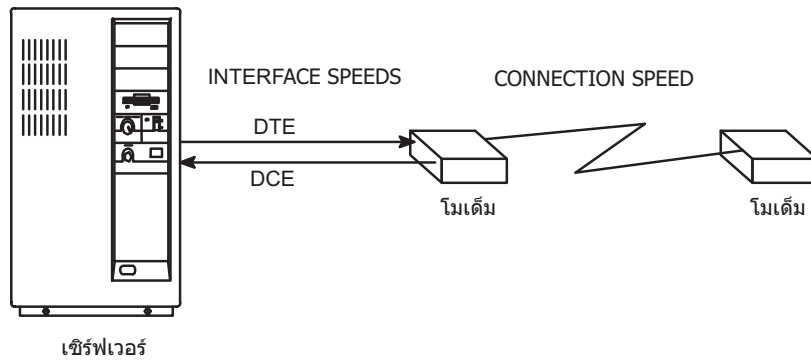 INTERFACE SPEEDS
CONNECTION SPEED
DTE
DCE
โมเด็ม
โมเด็ม
เซิร์ฟเวอร์